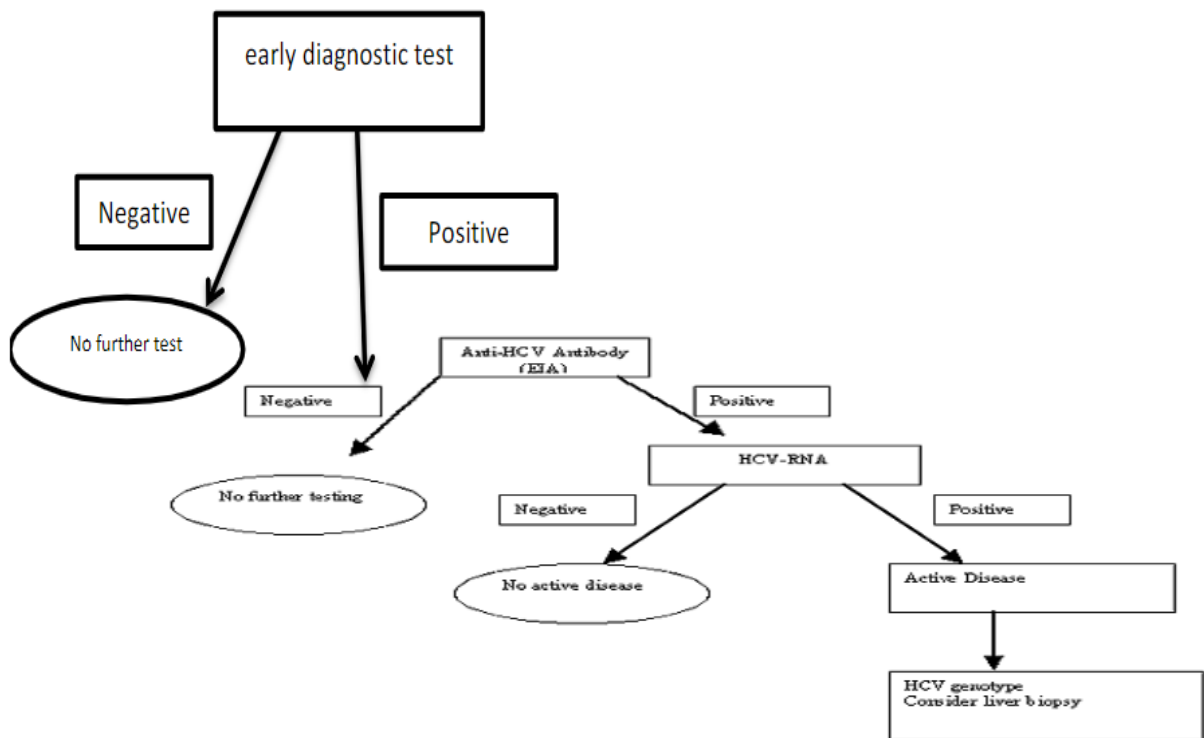 early diagnostic test
Negative
Positive
No further test
Anti-HCV Antibody
(EIA)
Negative
Positive
HCV-RNA
No further testing
Negative
Positive
No active disease
Active Disease
HCV genotype
Consider liver biopsy